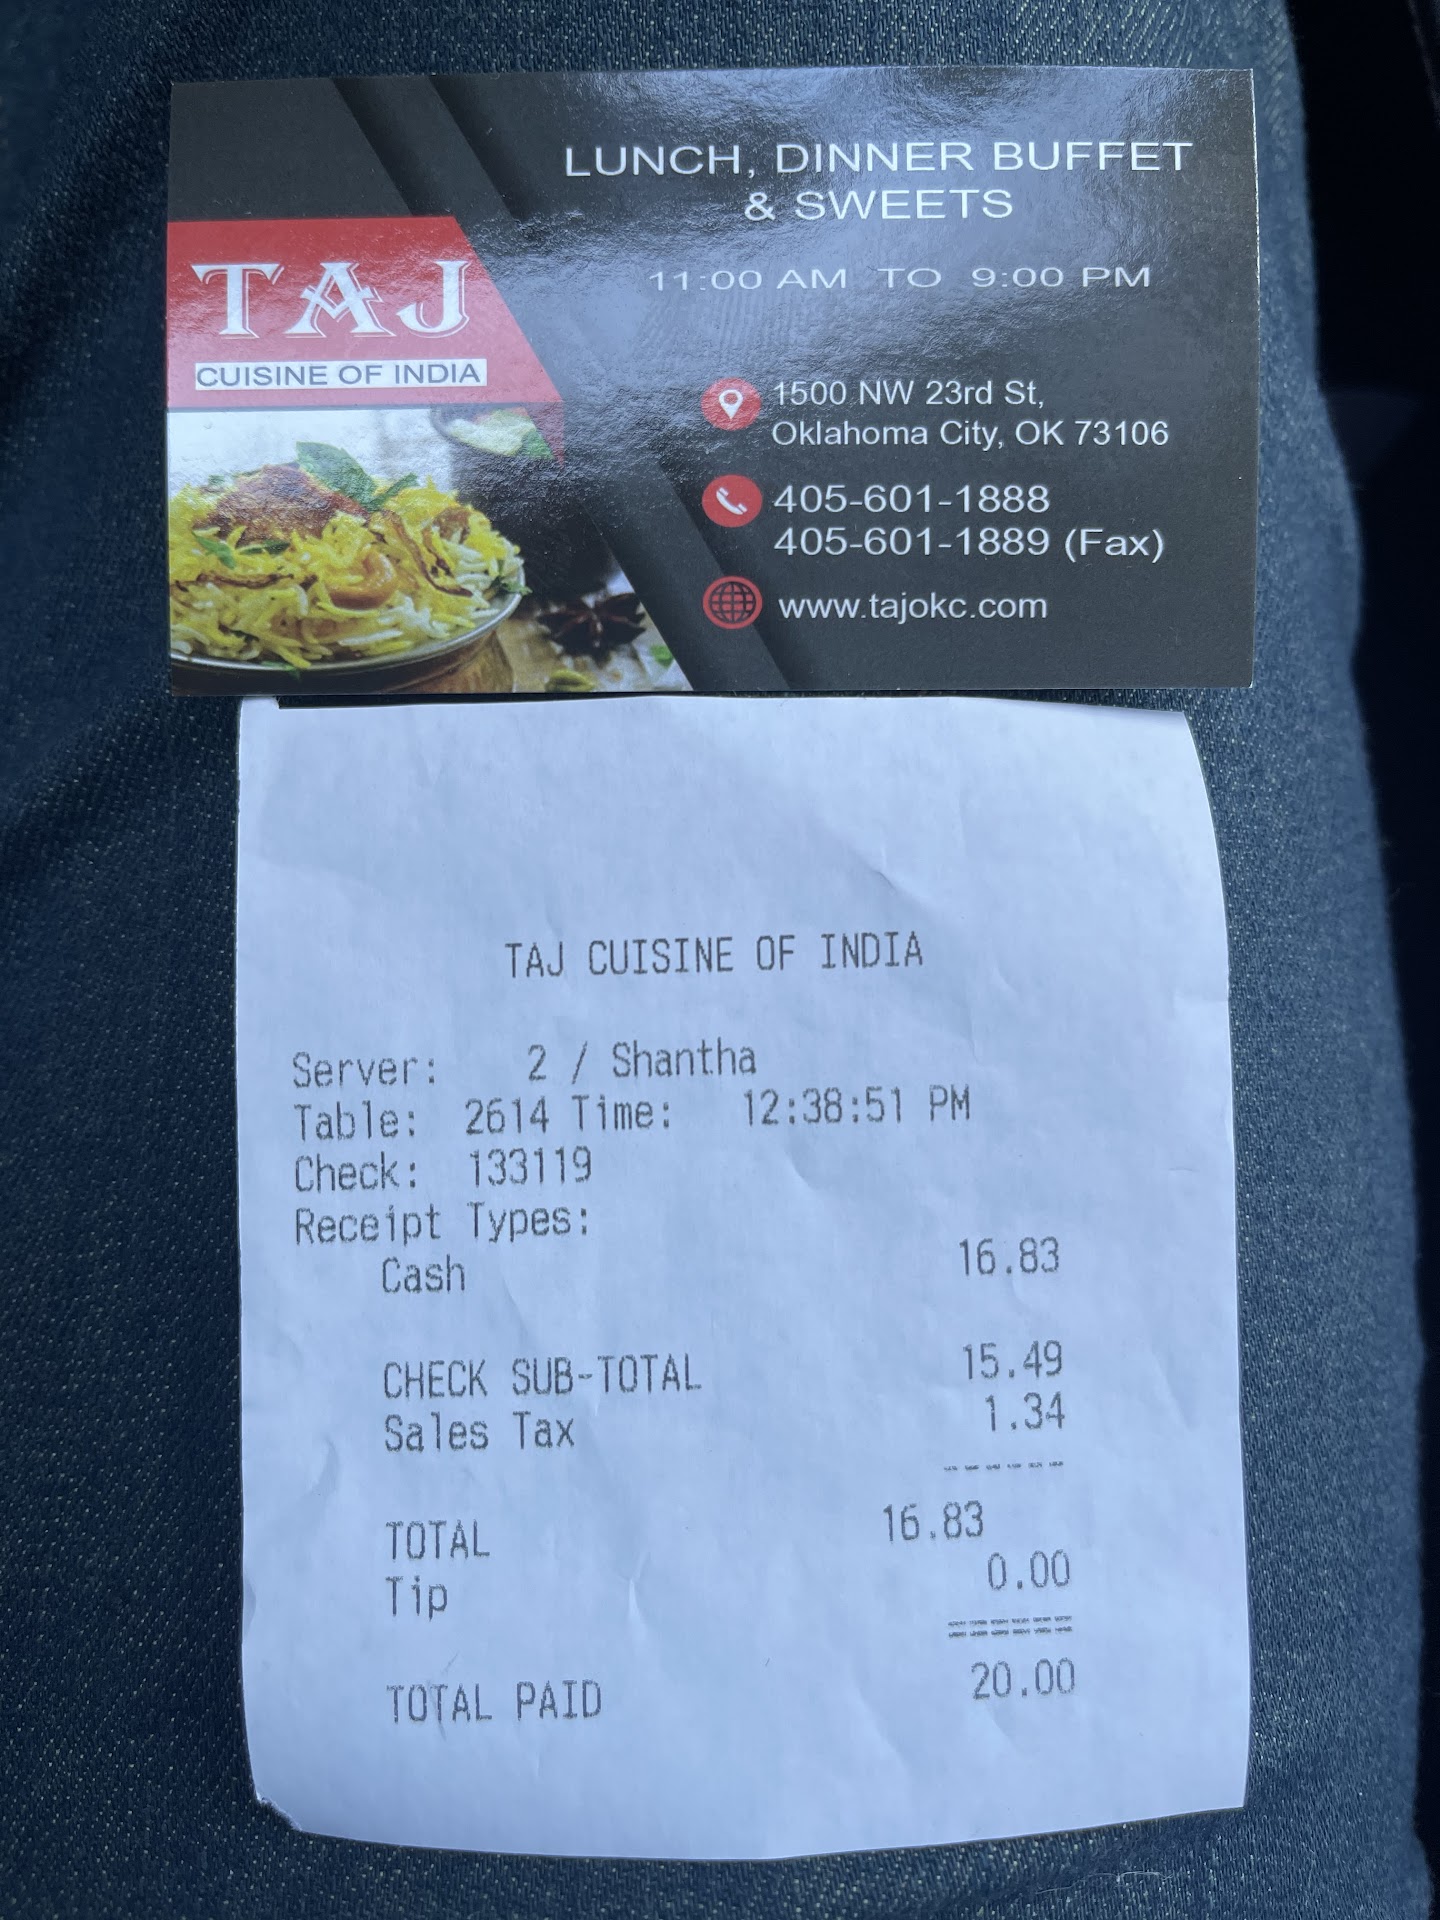 TAJ
CUISINE OF INDIA
LUNCH, DINNER BUFFET
& SWEETS
11:00 AM TO 9:00 PM
1500 NW 23rd St,
Oklahoma City, OK 73106
405-601-1888
405-601-1889 (Fax)
www.tajokc.com
TAJ CUISINE OF INDIA
Server: 2 / Shantha
Table: 2614 Time: 12:38:51 PM
Check: 133119
Receipt Types:
Cash 16.83
CHECK SUB-TOTAL 15.49
Sales Tax 1.34
TOTAL 16.83
Tip 0.00
TOTAL PAID 20.00